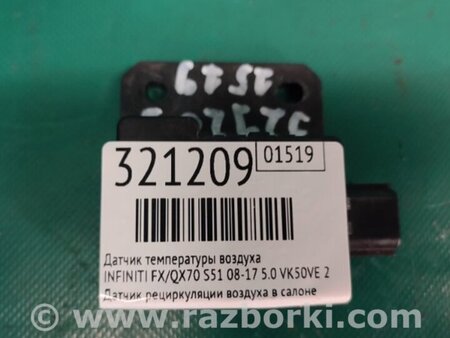 1519
321209
01519
Датчик температуры воздуха
INFINITI FX/QX70 S51 08-17 5.0 VK50VE 2
Датчик рециркуляции воздуха в салоне
© www.razborki.com